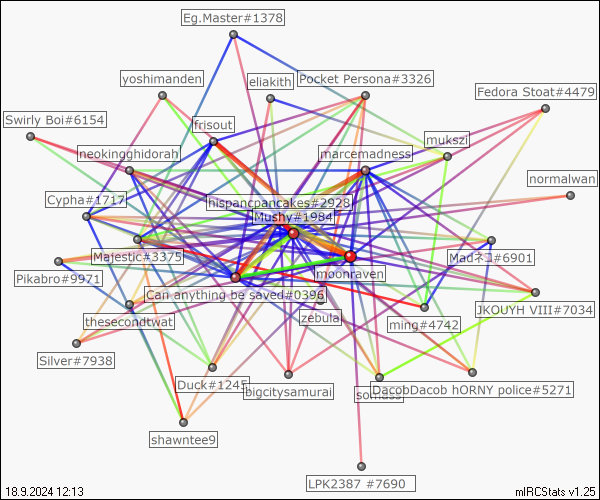 Eg.Master#1378
yoshimanden
eliakith
Pocket Persona#3326
Fedora Stoat#4479
Swirly Boi#6154
frisout
mukszi
neokingghidorah
marcemadness
normalwan
Cypha#1717
hispancpancakes#2928
Mushy#1984
Majestic#3375
Madネコ#6901
Pikabro#9971
moonraven
Can anything be saved#0396
JKOUYH VIII#7034
thesecondtwat
zebulai
ming#4742
Silver#7938
Duck#1245
bigcitysamurai
DacobDacob hORNY police#5271
shawntee9
LPK2387 #7690
18.9.2024 12:13
mIRCStats v1.25